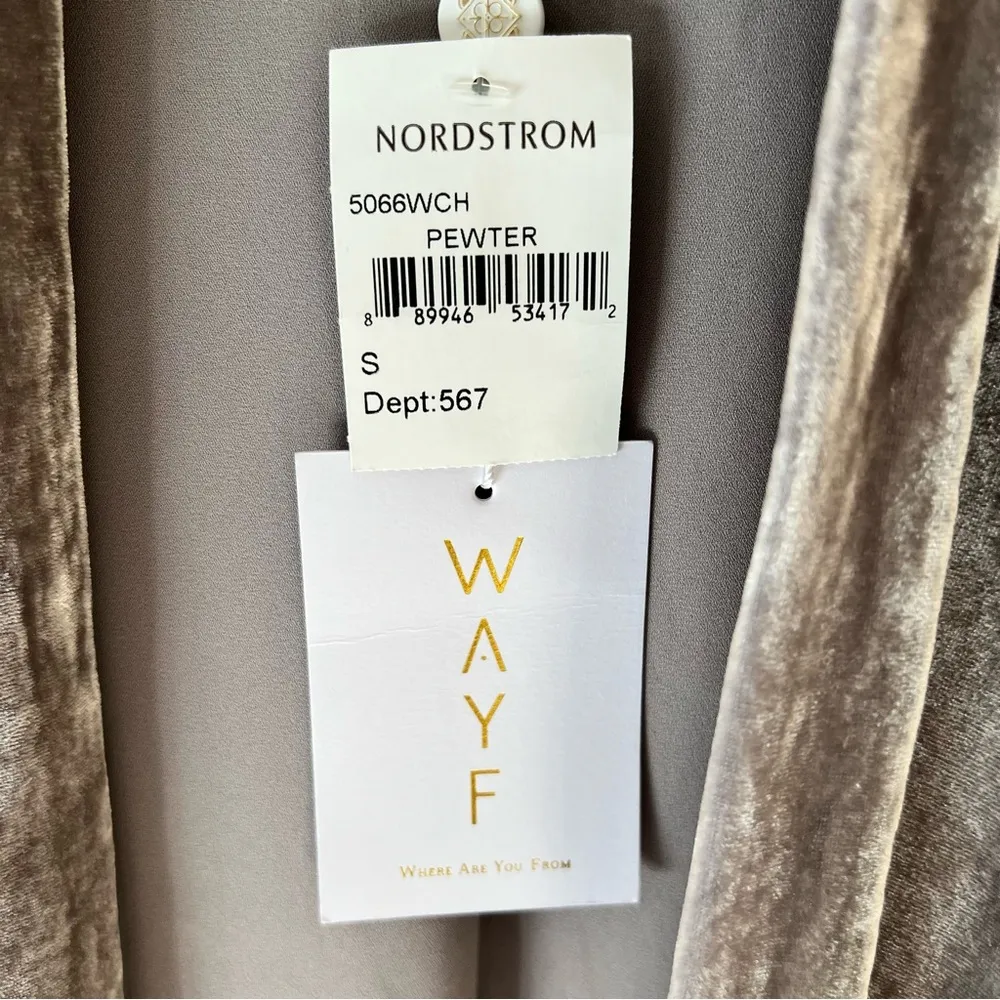 NORDSTROM
5066WCH
PEWTER
8 89946 53417 2
S
Dept:567
W
A
Y
F
WHERE ARE YOU FROM